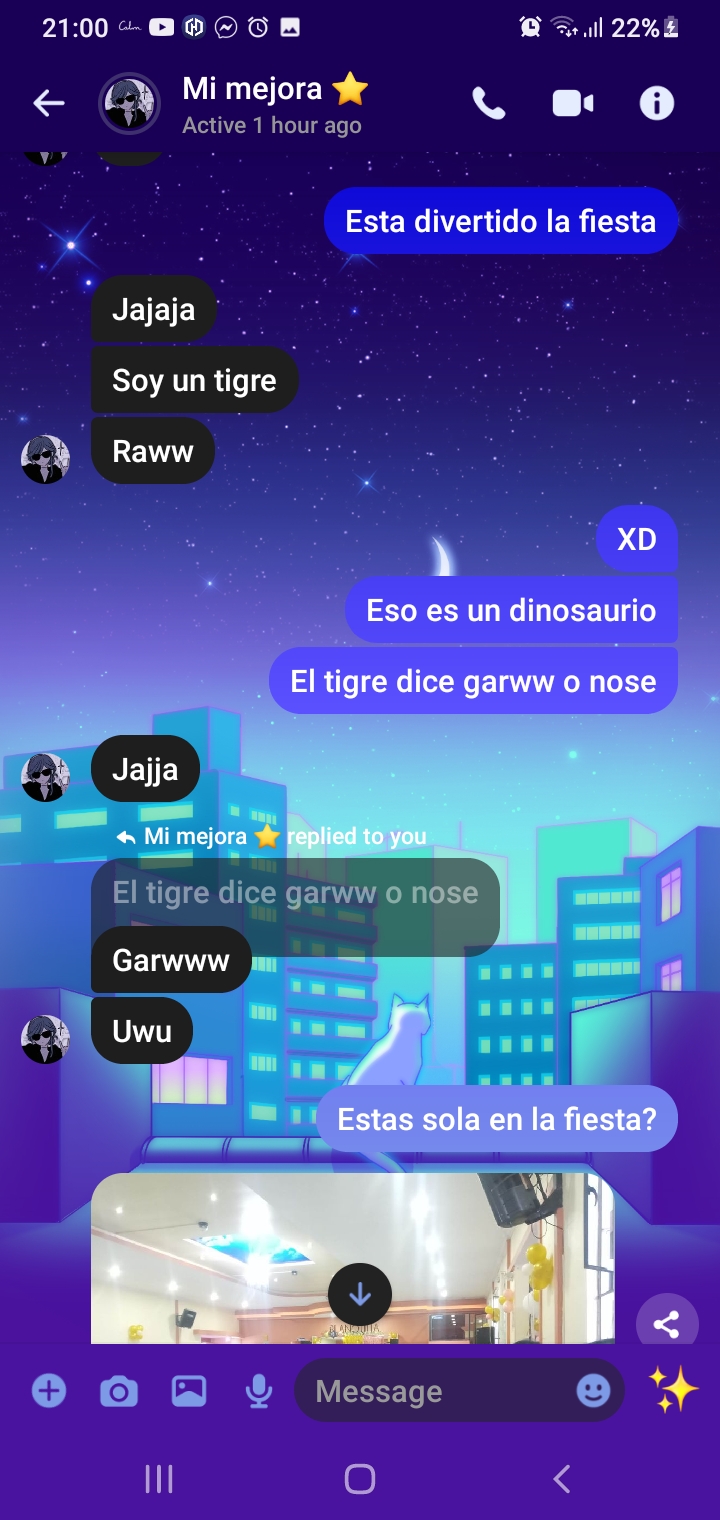 21:00 Calm 22%
Mi mejora ⭐
Active 1 hour ago
Esta divertido la fiesta
Jajaja
Soy un tigre
Raww
XD
Eso es un dinosaurio
El tigre dice garww o nose
Jajja
Mi mejora ⭐ replied to you
El tigre dice garww o nose
Garwww
Uwu
Estas sola en la fiesta?
Message